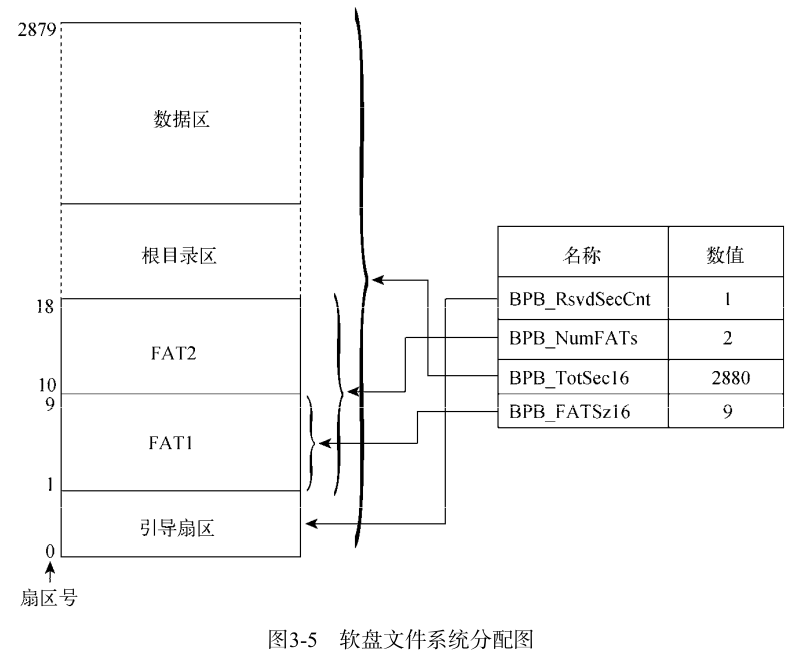 2879
数据区
根目录区
18
FAT2
10
9
FAT1
1
引导扇区
0
扇区号
名称 数值
BPB_RsvdSecCnt 1
BPB_NumFATs 2
BPB_TotSec16 2880
BPB_FATSz16 9
图3-5 软盘文件系统分配图